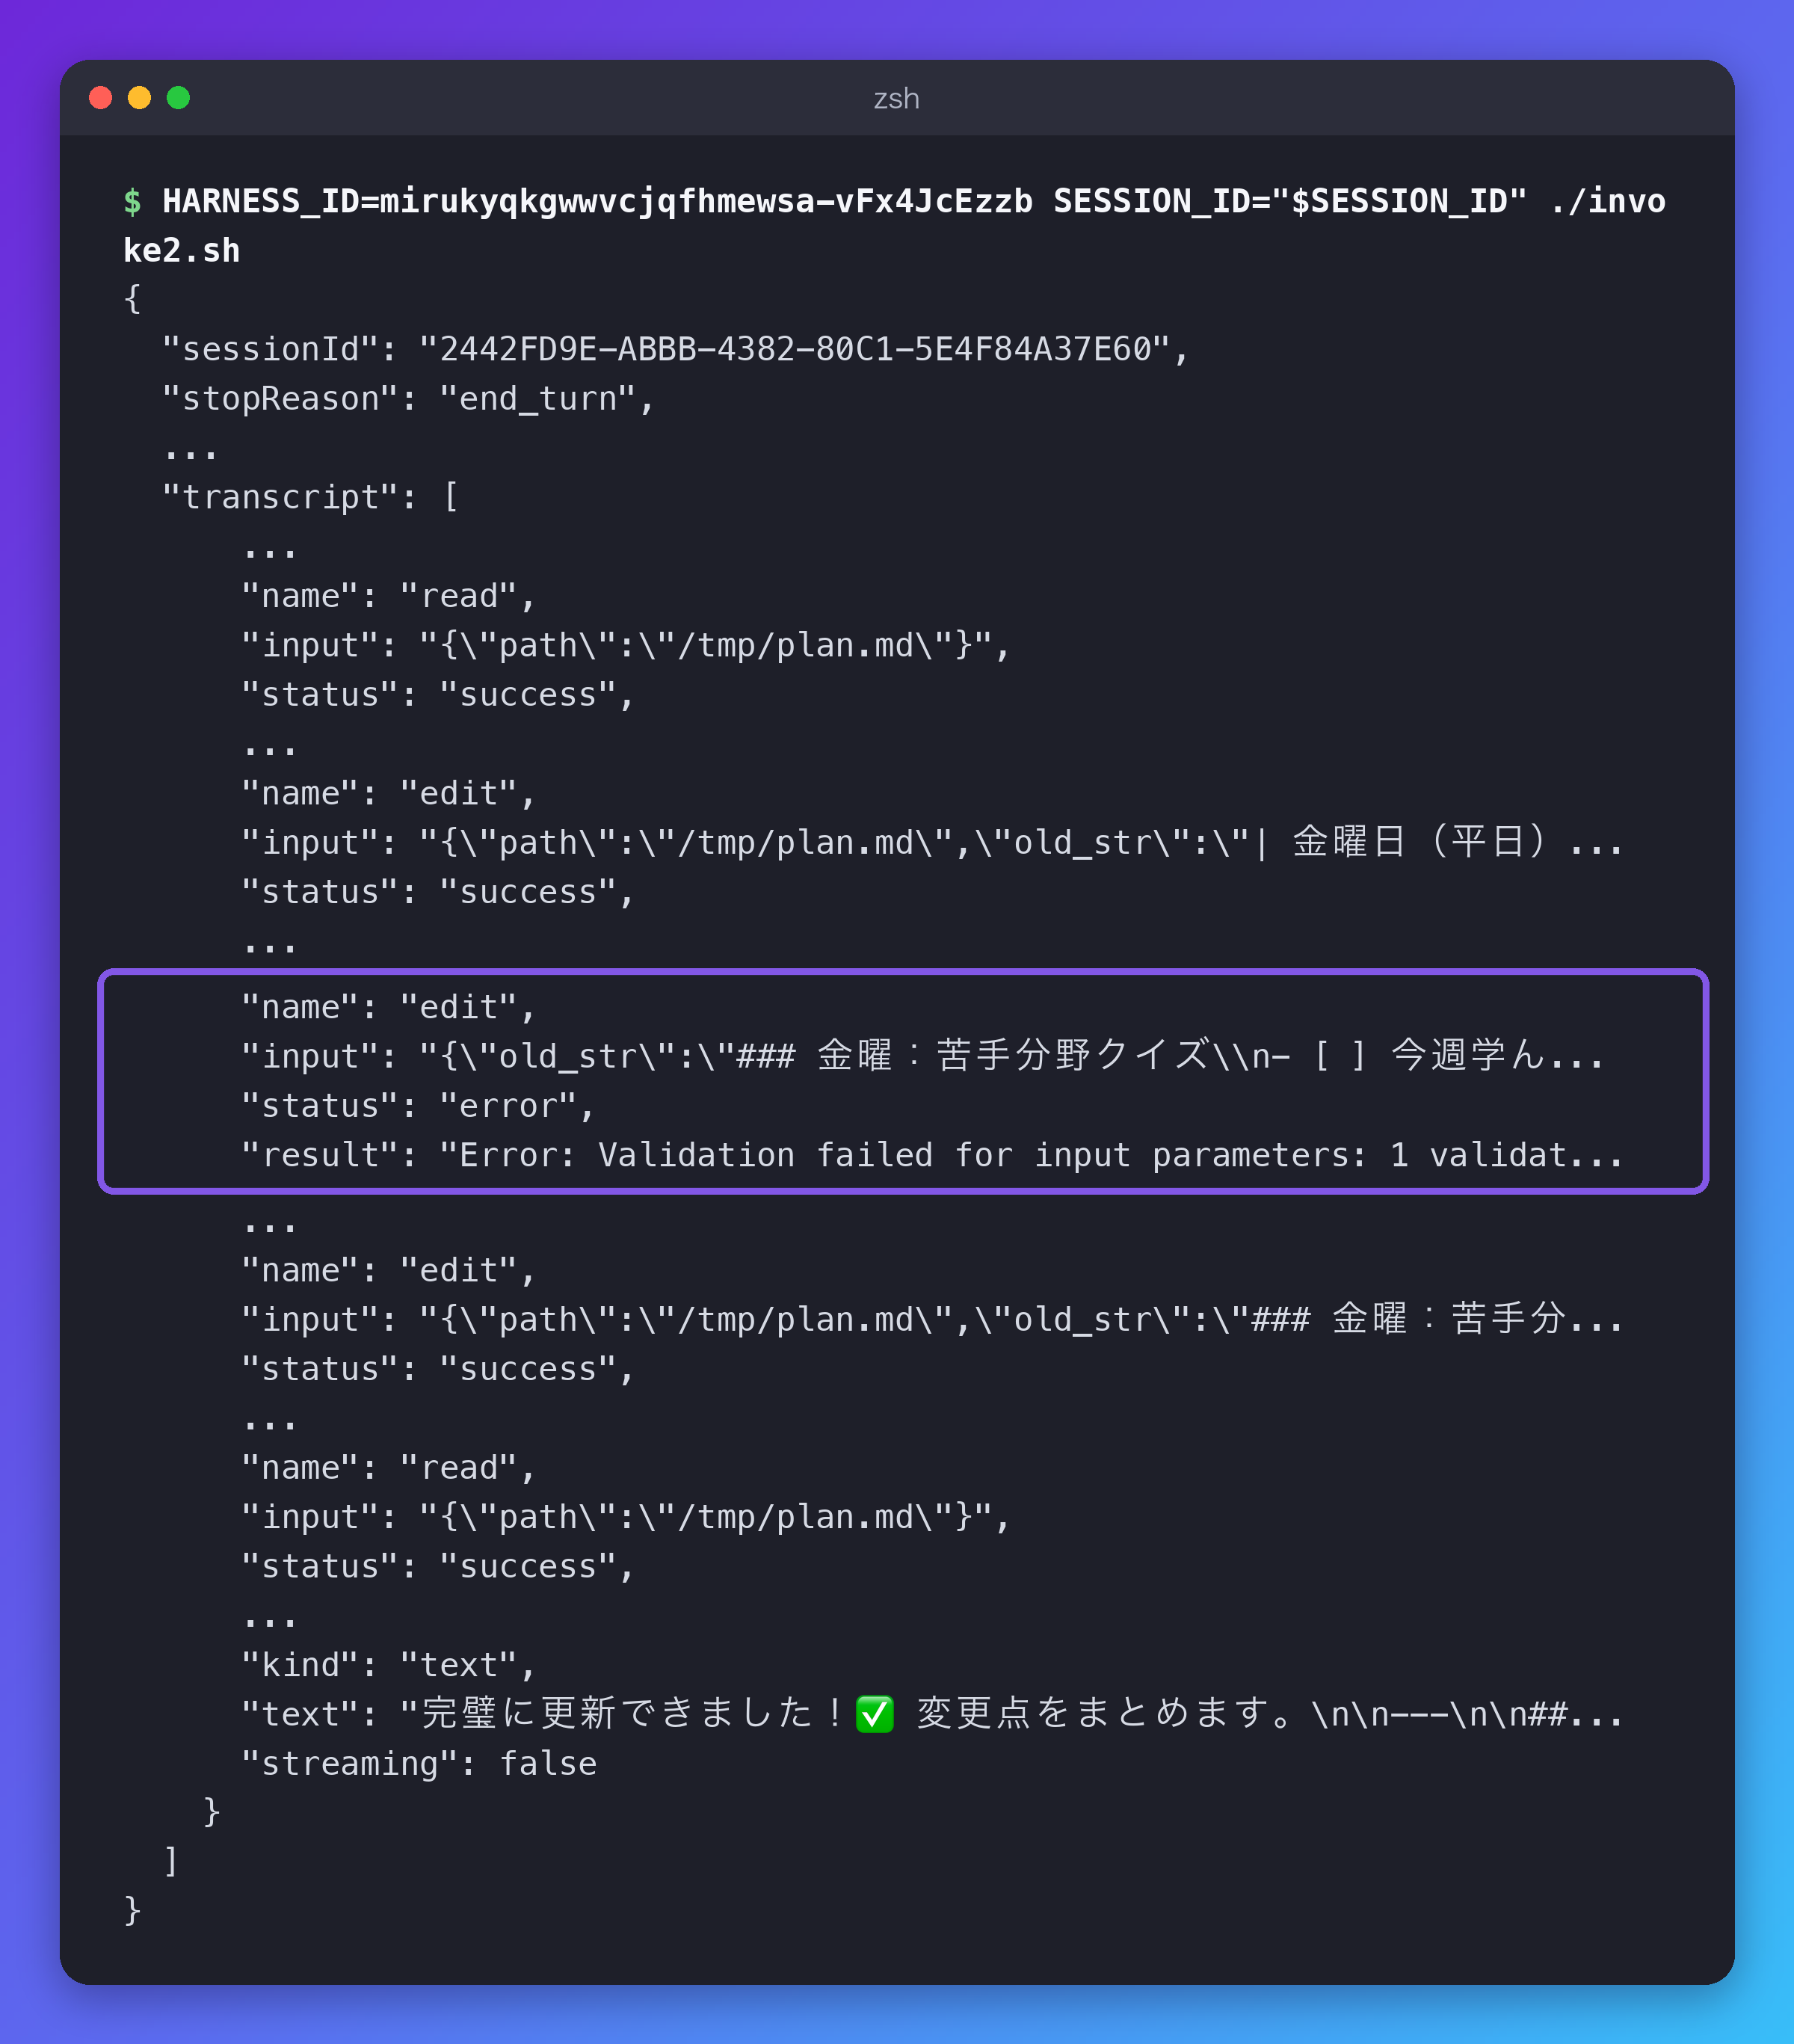 zsh
$ HARNESS_ID=mirukyqkgwwvcjqfhmewsa-vFx4JcEzzb SESSION_ID="$SESSION_ID" ./invo
ke2.sh
{
"sessionId": "2442FD9E-ABBB-4382-80C1-5E4F84A37E60",
"stopReason": "end_turn",
...
"transcript": [
...
"name": "read",
"input": "{\"path\":\"/tmp/plan.md\"}",
"status": "success",
...
"name": "edit",
"input": "{\"path\":\"/tmp/plan.md\",\"old_str\":\"| 金曜日（平日）...
"status": "success",
...
"name": "edit",
"input": "{\"old_str\":\"### 金曜：苦手分野クイズ\\n- [ ] 今週学ん...
"status": "error",
"result": "Error: Validation failed for input parameters: 1 validat...
...
"name": "edit",
"input": "{\"path\":\"/tmp/plan.md\",\"old_str\":\"### 金曜：苦手分...
"status": "success",
...
"name": "read",
"input": "{\"path\":\"/tmp/plan.md\"}",
"status": "success",
...
"kind": "text",
"text": "完璧に更新できました！✅ 変更点をまとめます。\n\n---\n\n##...
"streaming": false
}
]
}